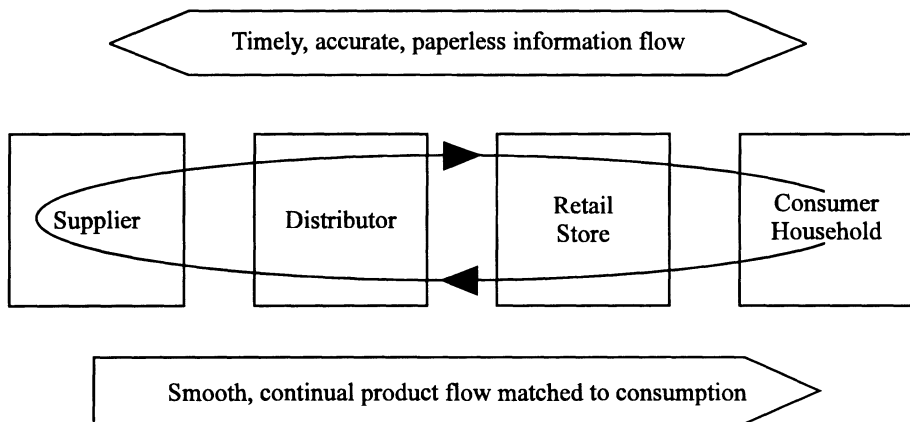 Timely, accurate, paperless information flow
Supplier
Distributor
Retail
Store
Consumer
Household
Smooth, continual product flow matched to consumption